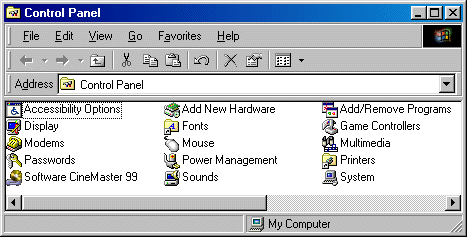 Control Panel
File Edit View Go Favorites Help
Address Control Panel
Accessibility Options Add New Hardware Add/Remove Programs
Display Fonts Game Controllers
Modems Mouse Multimedia
Passwords Power Management Printers
Software CineMaster 99 Sounds System
My Computer